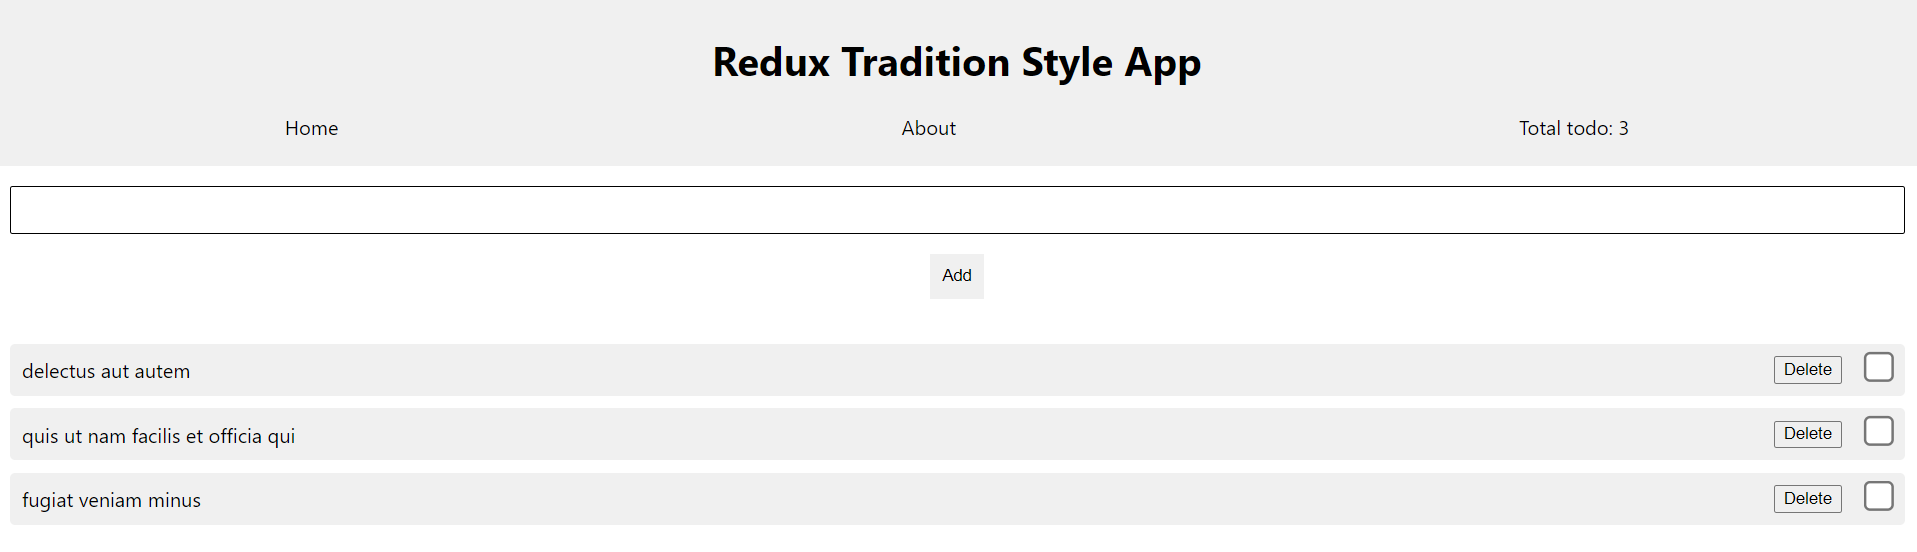 Redux Tradition Style App
Home About Total todo: 3
Add
delectus aut autem Delete
quis ut nam facilis et officia qui Delete
fugiat veniam minus Delete